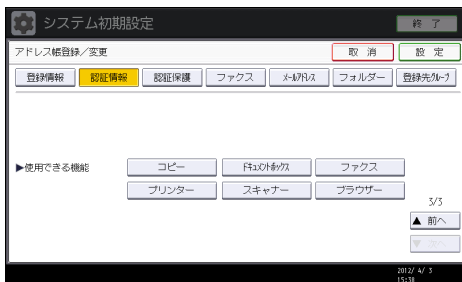 システム初期設定
終 了
アドレス帳登録／変更
取 消
設 定
登録情報
認証情報
認証保護
ファクス
ﾒｰﾙｱﾄﾞﾚｽ
フォルダー
登録先ｸﾞﾙｰﾌﾟ
▶使用できる機能
コピー
ﾄﾞｷｭﾒﾝﾄﾎﾞｯｸｽ
ファクス
プリンター
スキャナー
ブラウザー
3/3
▲ 前へ
▼ 次へ
2012/ 4/ 3
15:38